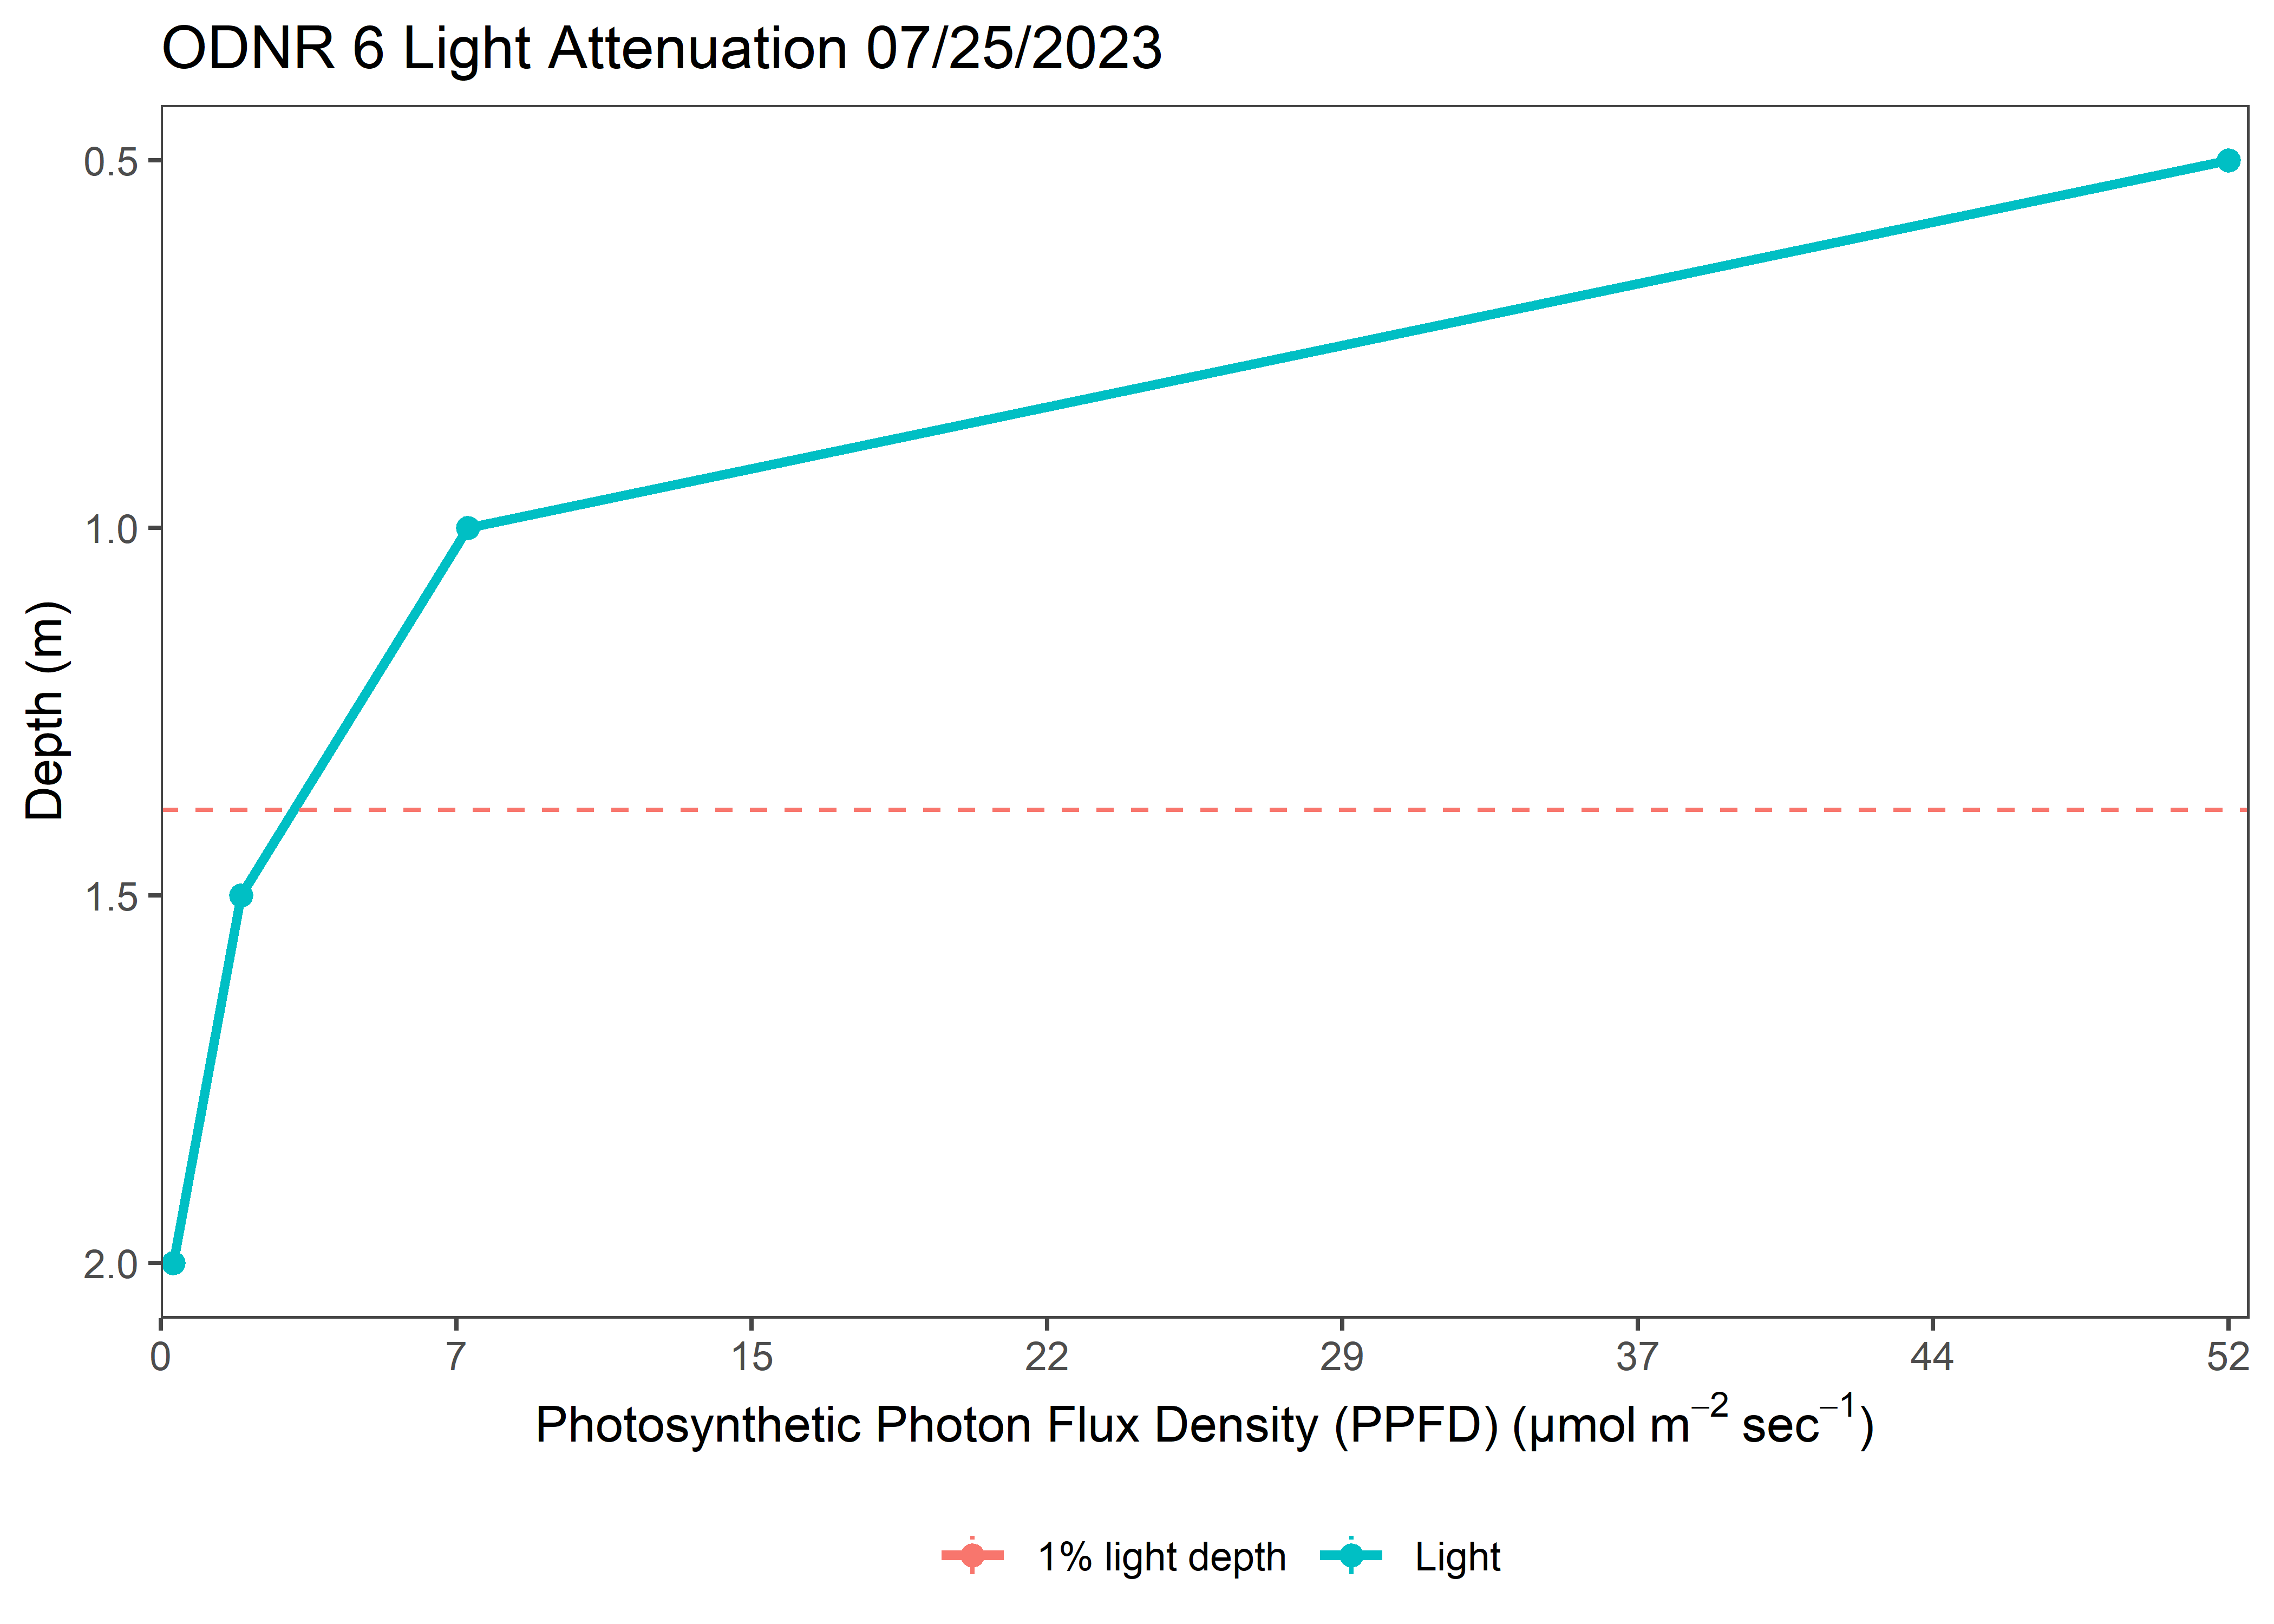 ODNR 6 Light Attenuation 07/25/2023
0.5
1.0
1.5
2.0
Depth (m)
0 7 15 22 29 37 44 52
Photosynthetic Photon Flux Density (PPFD) (µmol m⁻² sec⁻¹)
1% light depth Light